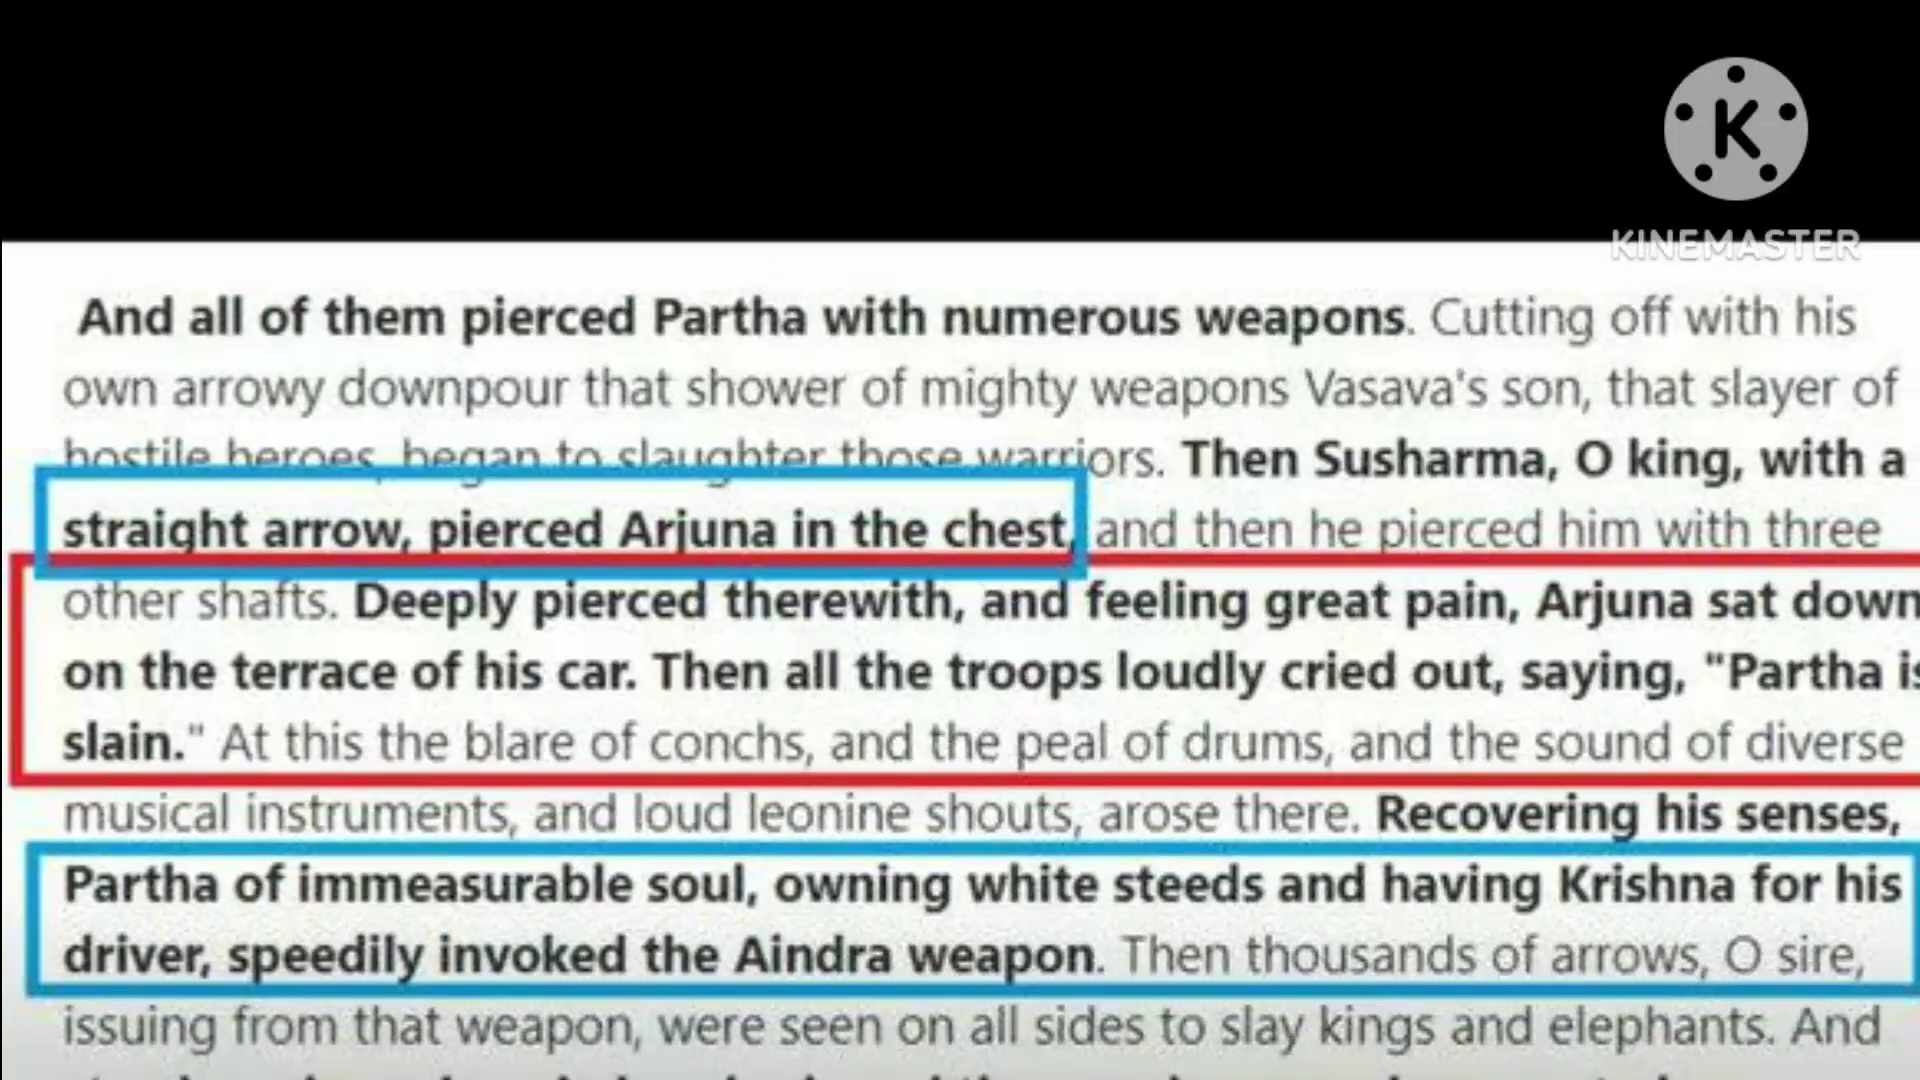 K
KINEMASTER
And all of them pierced Partha with numerous weapons. Cutting off with his
own arrowy downpour that shower of mighty weapons Vasava's son, that slayer of
hostile heroes, began to slaughter those warriors. Then Susharma, O king, with a
straight arrow, pierced Arjuna in the chest, and then he pierced him with three
other shafts. Deeply pierced therewith, and feeling great pain, Arjuna sat down
on the terrace of his car. Then all the troops loudly cried out, saying, "Partha is
slain." At this the blare of conchs, and the peal of drums, and the sound of diverse
musical instruments, and loud leonine shouts, arose there. Recovering his senses,
Partha of immeasurable soul, owning white steeds and having Krishna for his
driver, speedily invoked the Aindra weapon. Then thousands of arrows, O sire,
issuing from that weapon, were seen on all sides to slay kings and elephants. And